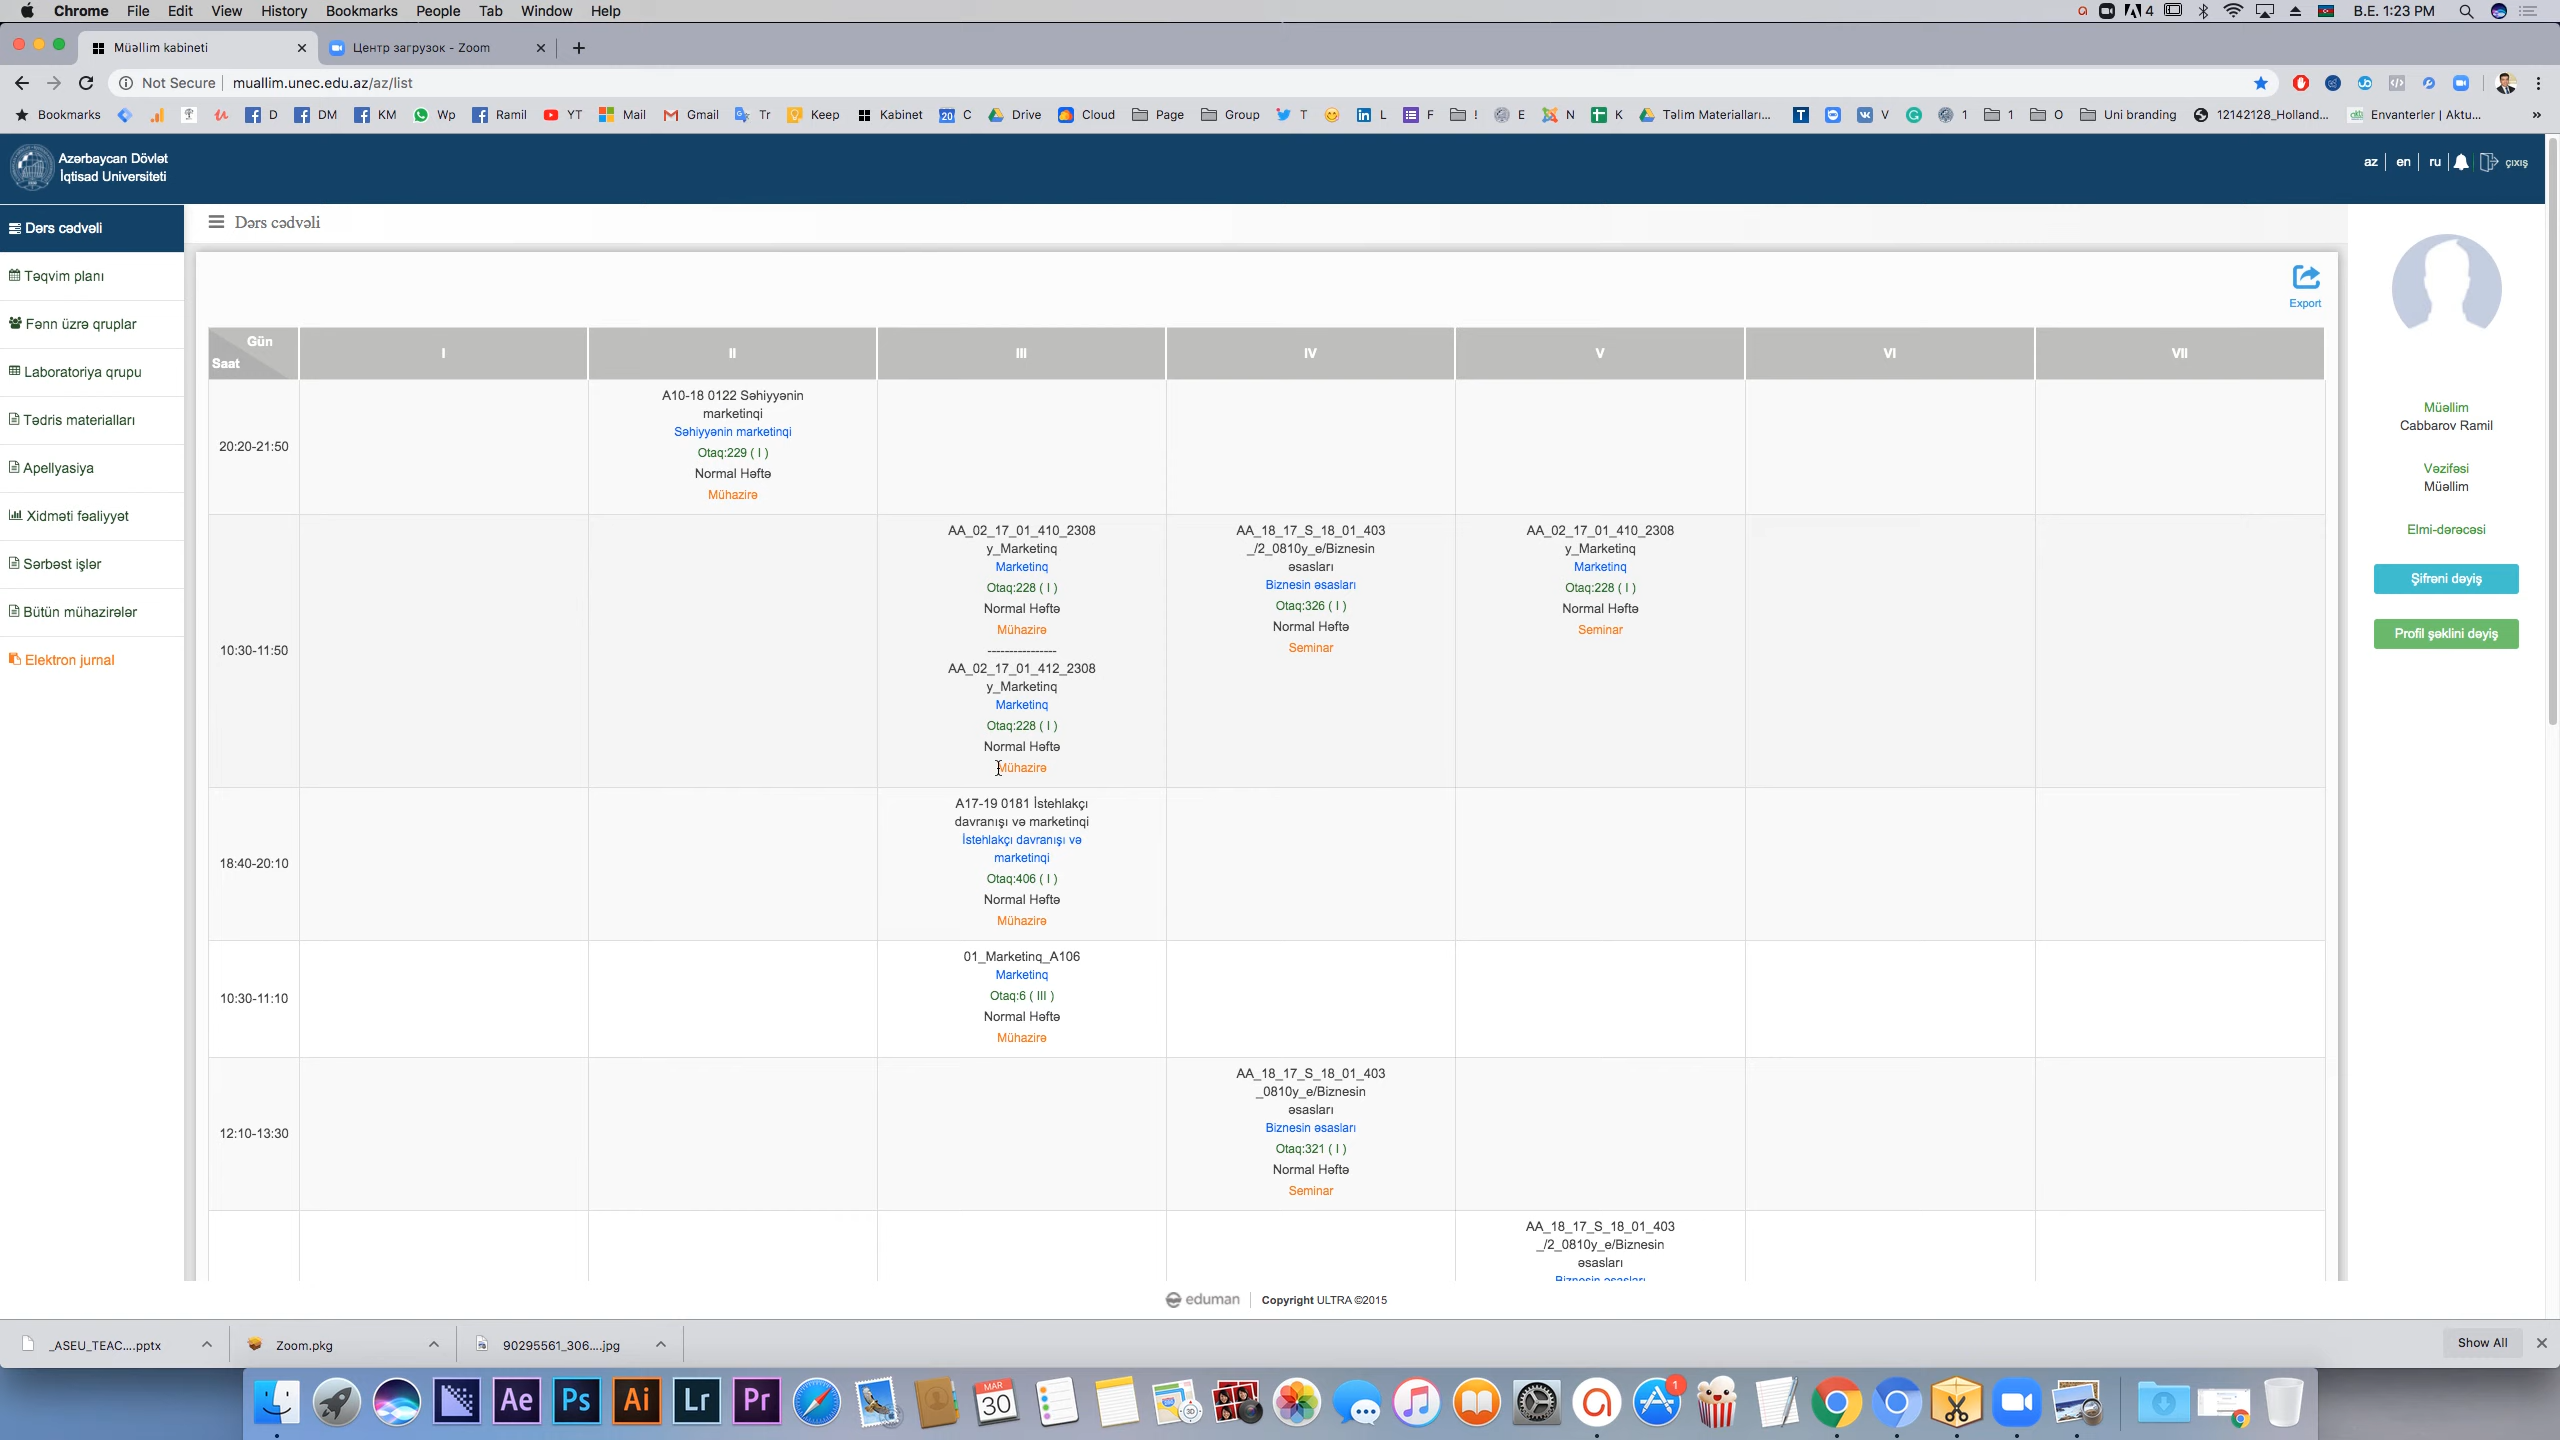 Chrome File Edit View History Bookmarks People Tab Window Help
4 B.E. 1:23 PM
Müəllim kabineti
Центр загрузок - Zoom
Not Secure muallim.unec.edu.az/az/list
Bookmarks D DM KM Wp Ramil YT Mail Gmail Tr Keep Kabinet C Drive Cloud Page Group T L F ! E N K Təlim Materialları... V 1 1 O Uni branding 12142128_Holland... Envanterler | Aktu... »
Azərbaycan Dövlət
İqtisad Universiteti
az en ru çıxış
Dərs cədvəli
Təqvim planı
Fənn üzrə qruplar
Laboratoriya qrupu
Tədris materialları
Apellyasiya
Xidməti fəaliyyət
Sərbəst işlər
Bütün mühazirələr
Elektron jurnal
Dərs cədvəli
Export
Gün
Saat
I II III IV V VI VII
20:20-21:50
A10-18 0122 Səhiyyənin
marketinqi
Səhiyyənin marketinqi
Otaq:229 ( I )
Normal Həftə
Mühazirə
10:30-11:50
AA_02_17_01_410_2308
y_Marketinq
Marketinq
Otaq:228 ( I )
Normal Həftə
Mühazirə
----------------
AA_02_17_01_412_2308
y_Marketinq
Marketinq
Otaq:228 ( I )
Normal Həftə
Mühazirə
AA_18_17_S_18_01_403
_/2_0810y_e/Biznesin
əsasları
Biznesin əsasları
Otaq:326 ( I )
Normal Həftə
Seminar
AA_02_17_01_410_2308
y_Marketinq
Marketinq
Otaq:228 ( I )
Normal Həftə
Seminar
18:40-20:10
A17-19 0181 İstehlakçı
davranışı və marketinqi
İstehlakçı davranışı və
marketinqi
Otaq:406 ( I )
Normal Həftə
Mühazirə
10:30-11:10
01_Marketinq_A106
Marketinq
Otaq:6 ( III )
Normal Həftə
Mühazirə
12:10-13:30
AA_18_17_S_18_01_403
_0810y_e/Biznesin
əsasları
Biznesin əsasları
Otaq:321 ( I )
Normal Həftə
Seminar
AA_18_17_S_18_01_403
_/2_0810y_e/Biznesin
əsasları
Biznesin əsasları
Müəllim
Cabbarov Ramil
Vəzifəsi
Müəllim
Elmi-dərəcəsi
Şifrəni dəyiş
Profil şəklini dəyiş
eduman Copyright ULTRA ©2015
_ASEU_TEAC....pptx
Zoom.pkg
90295561_306....jpg
Show All
Ae Ps Ai Lr Pr
MAR
30
1